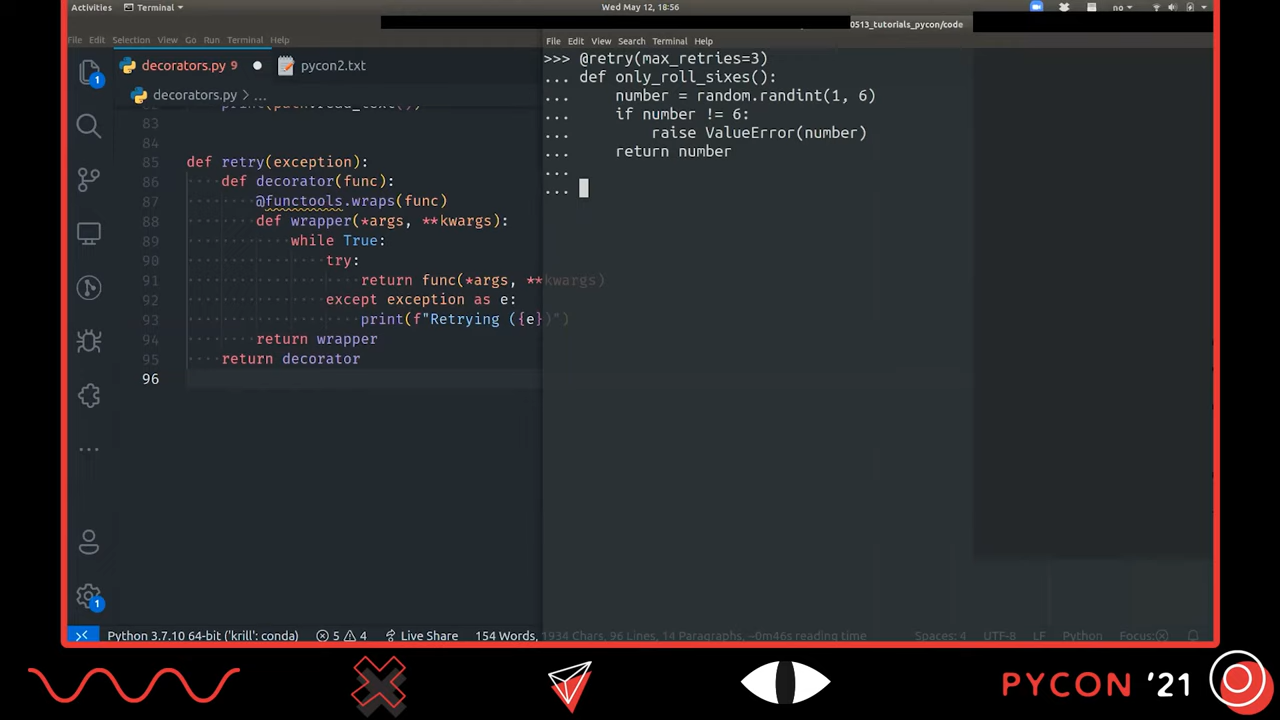 Activities Terminal Wed May 12, 18:56 no
0513_tutorials_pycon/code
File Edit Selection View Go Run Terminal Help
decorators.py 9 pycon2.txt
decorators.py > ...
83
84
85 def retry(exception):
86 def decorator(func):
87 @functools.wraps(func)
88 def wrapper(*args, **kwargs):
89 while True:
90 try:
91 return func(*args, **kwargs)
92 except exception as e:
93 print(f"Retrying ({e})")
94 return wrapper
95 return decorator
96
1
1
Python 3.7.10 64-bit ('krill': conda) 5 4 Live Share 154 Words, 1934 Chars, 96 Lines, 14 Paragraphs, ~0m46s reading time Spaces: 4 UTF-8 LF Python Focus:
File Edit View Search Terminal Help
>>> @retry(max_retries=3)
... def only_roll_sixes():
... number = random.randint(1, 6)
... if number != 6:
... raise ValueError(number)
... return number
...
...
PYCON '21